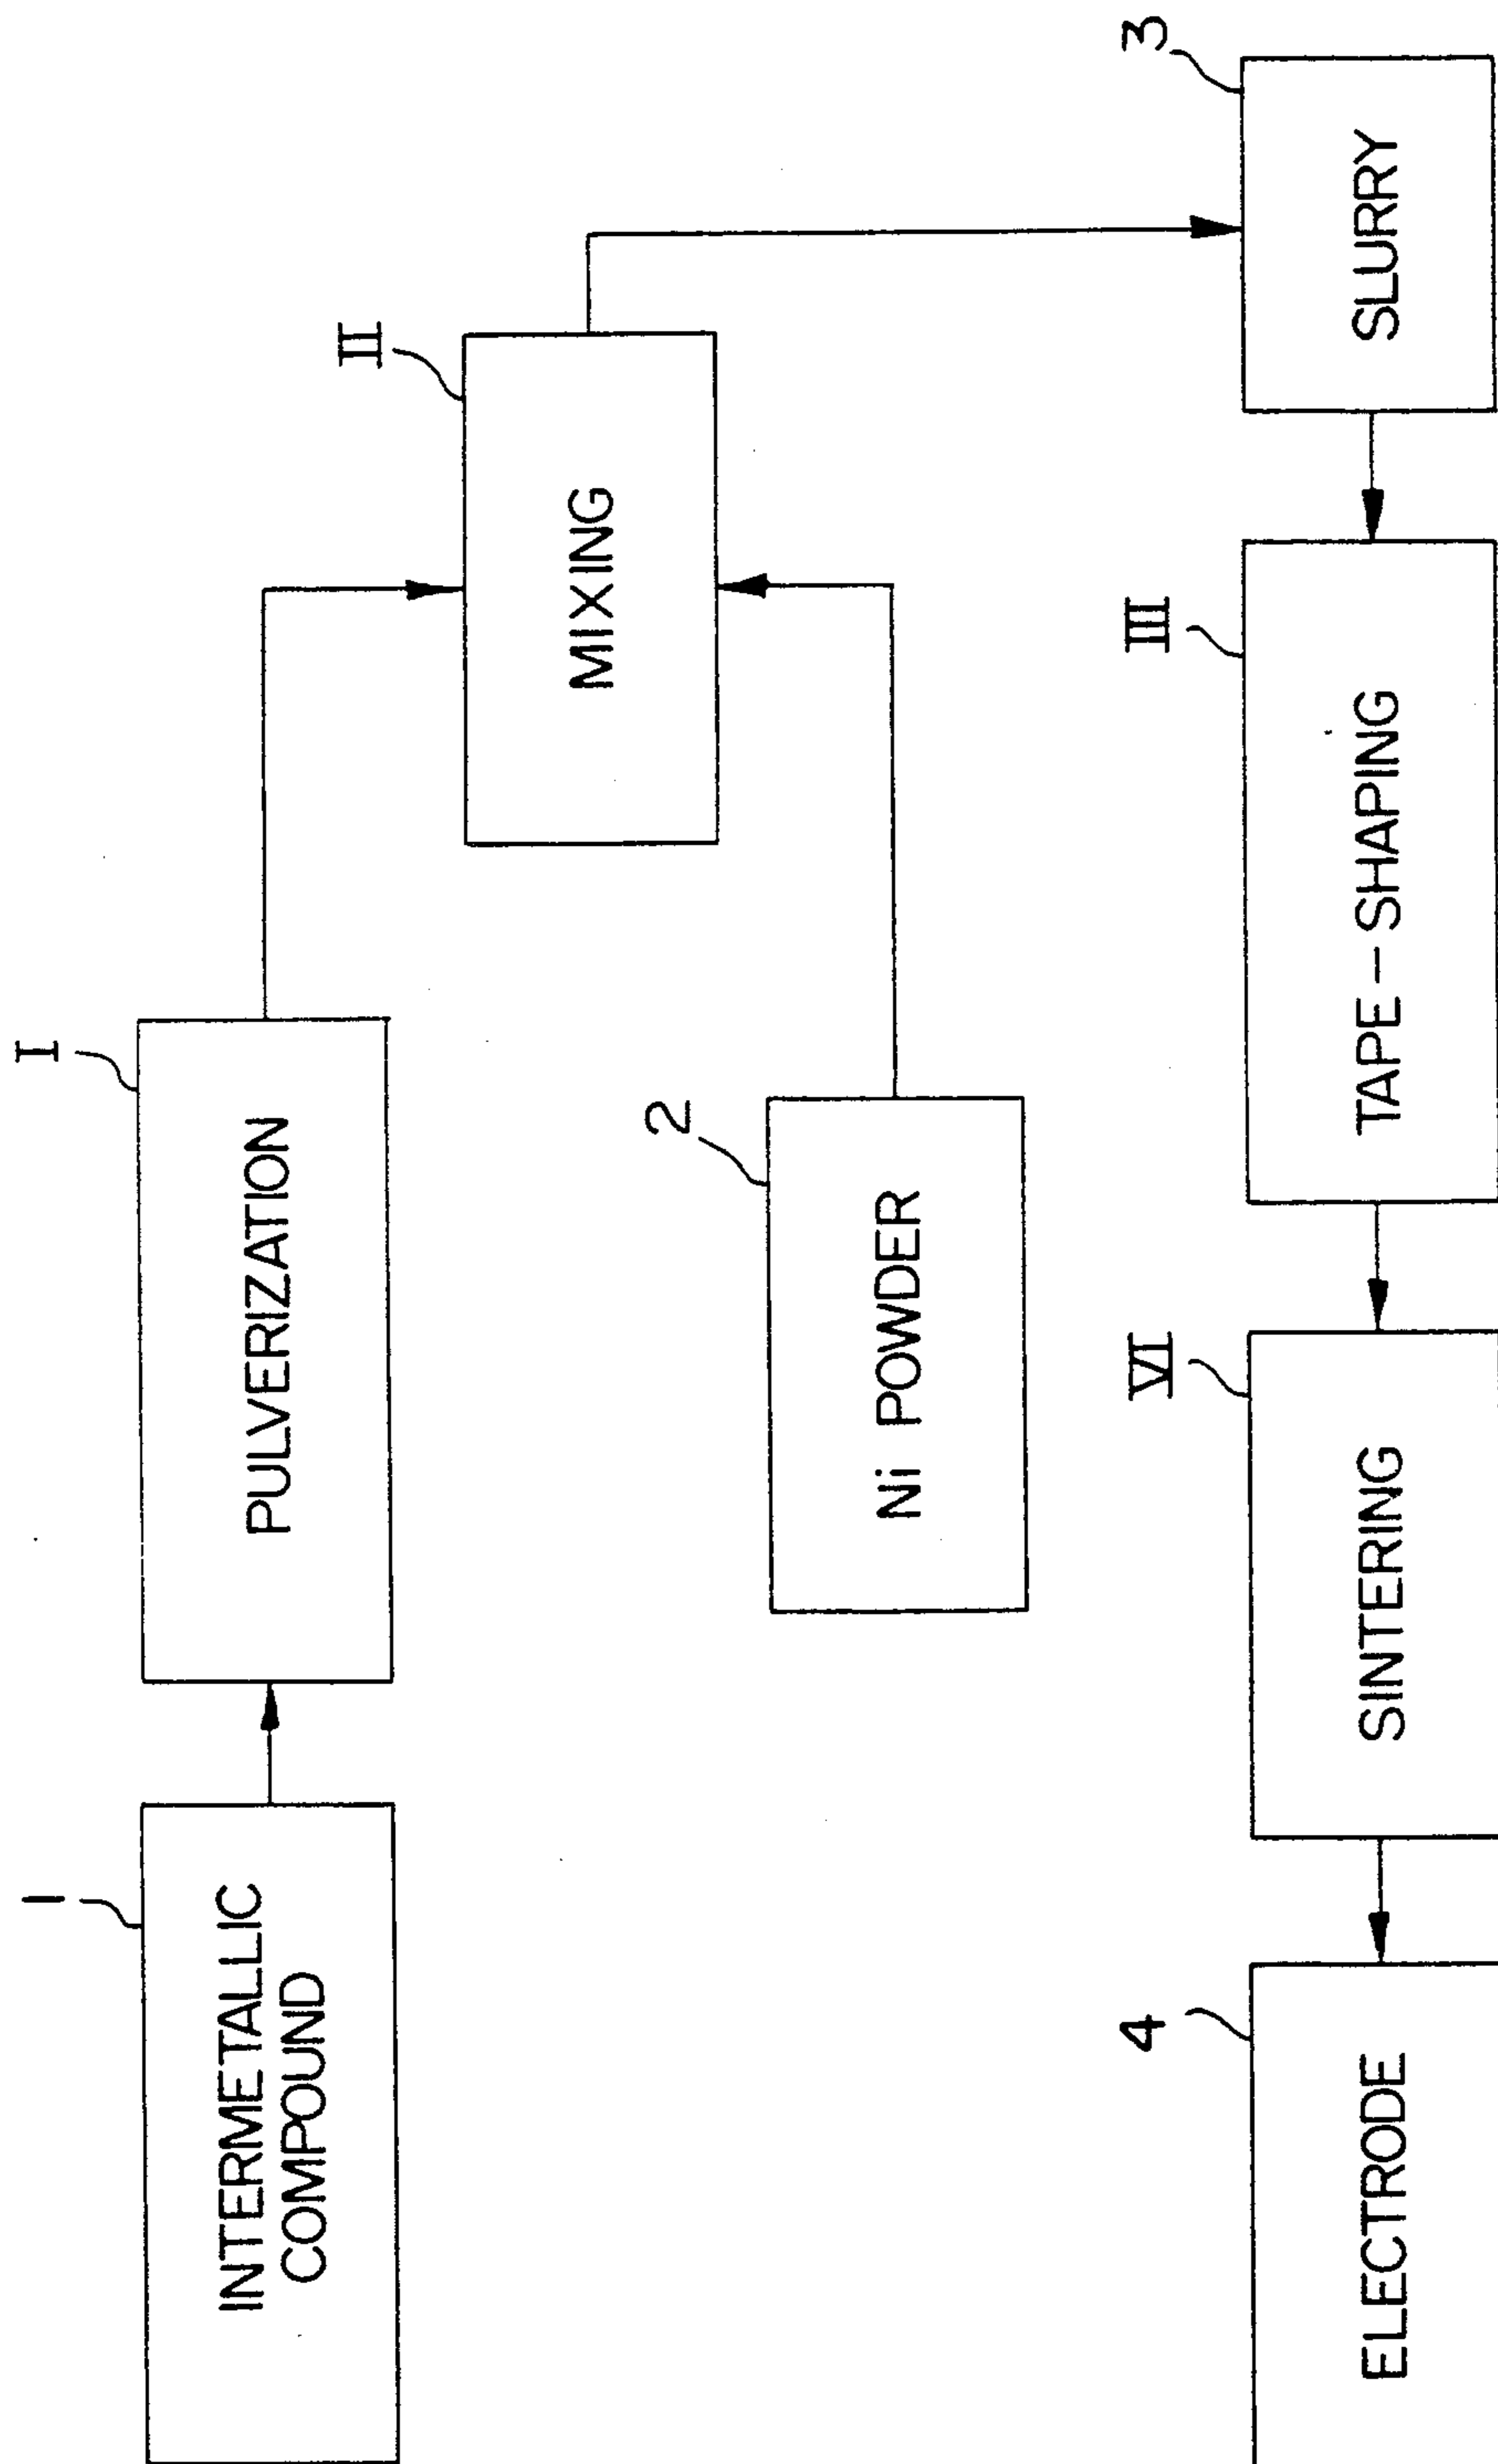 1
INTERMETALLIC
COMPOUND
I
PULVERIZATION
2
Ni POWDER
II
MIXING
3
SLURRY
III
TAPE-SHAPING
VI
SINTERING
4
ELECTRODE